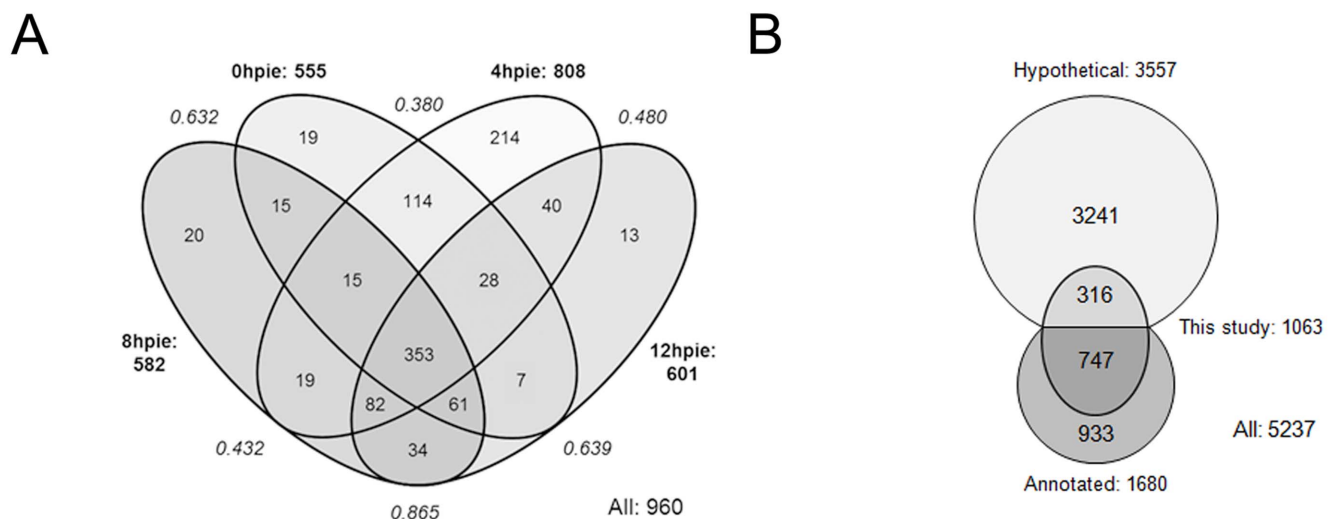 A
B
0hpie: 555
4hpie: 808
Hypothetical: 3557
0.632
0.380
0.480
19
214
15
114
40
20
13
3241
15
28
316
This study: 1063
8hpie:
582
353
12hpie:
601
747
19
7
82
61
933
All: 5237
0.432
34
0.639
Annotated: 1680
0.865
All: 960